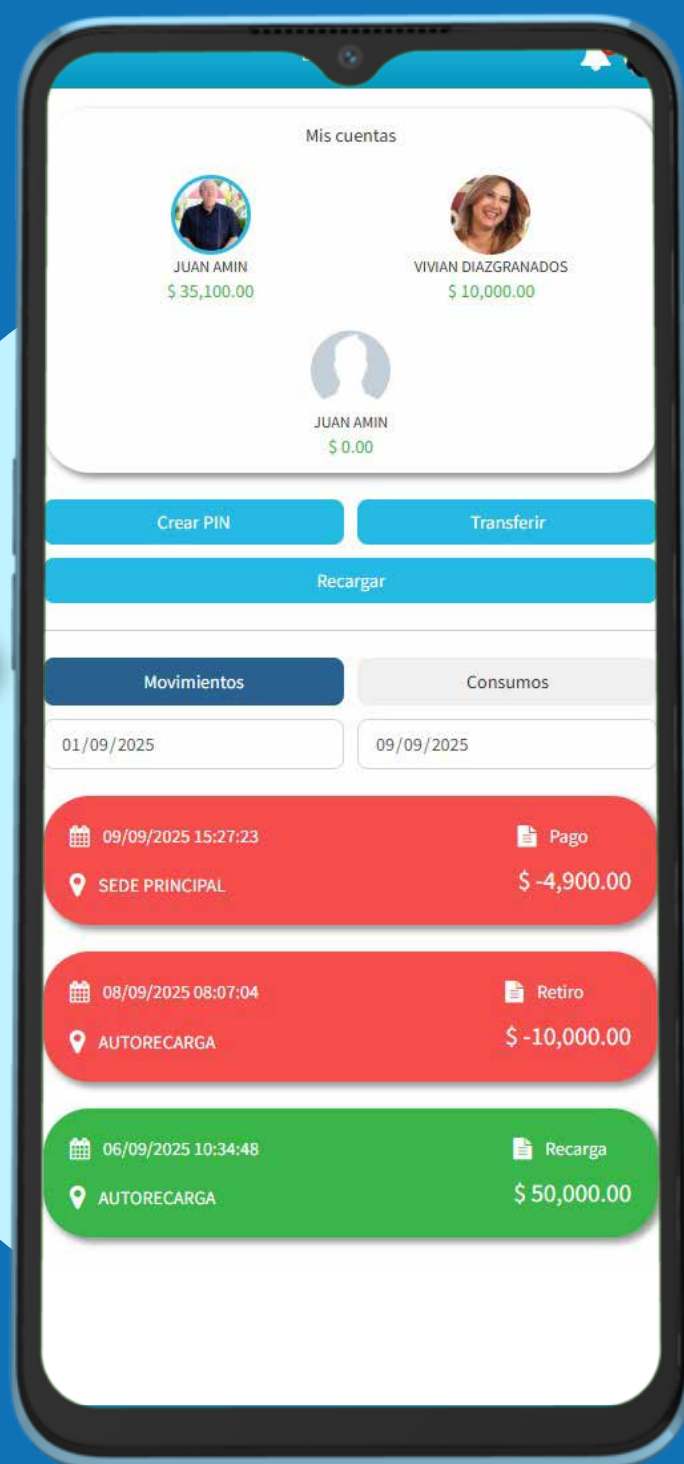 Mis cuentas
JUAN AMIN
$ 35,100.00
VIVIAN DIAZGRANADOS
$ 10,000.00
JUAN AMIN
$ 0.00
Crear PIN
Transferir
Recargar
Movimientos
Consumos
01/09/2025
09/09/2025
09/09/2025 15:27:23
Pago
SEDE PRINCIPAL
$ -4,900.00
08/09/2025 08:07:04
Retiro
AUTORECARGA
$ -10,000.00
06/09/2025 10:34:48
Recarga
AUTORECARGA
$ 50,000.00